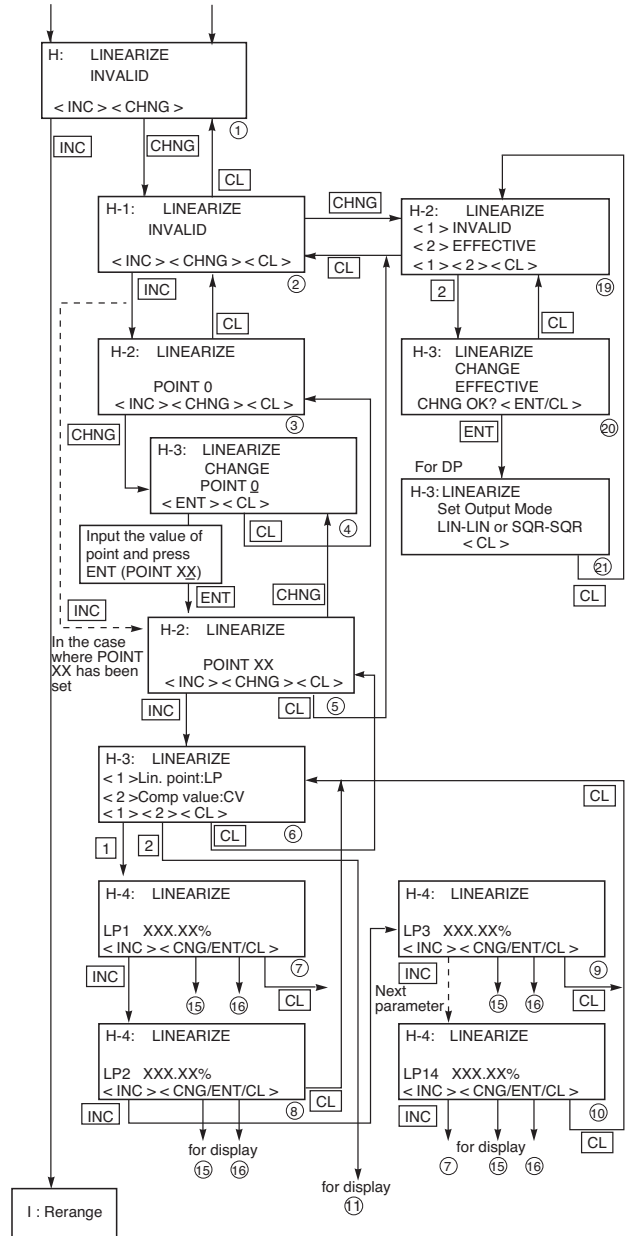 H: LINEARIZE
INVALID
< INC > < CHNG >
①
INC
CHNG
CL
H-1: LINEARIZE
INVALID
< INC > < CHNG > < CL >
②
CHNG
CL
H-2: LINEARIZE
< 1 > INVALID
< 2 > EFFECTIVE
< 1 > < 2 > < CL >
⑲
INC
CL
2
CL
H-2: LINEARIZE
POINT 0
< INC > < CHNG > < CL >
③
H-3: LINEARIZE
CHANGE
EFFECTIVE
CHNG OK? < ENT/CL >
⑳
CHNG
ENT
H-3: LINEARIZE
CHANGE
POINT 0
< ENT > < CL >
④
For DP
H-3: LINEARIZE
Set Output Mode
LIN-LIN or SQR-SQR
< CL >
㉑
CL
Input the value of
point and press
ENT (POINT XX)
CL
ENT
CHNG
INC
In the case
where POINT
XX has been
set
H-2: LINEARIZE
POINT XX
< INC > < CHNG > < CL >
⑤
INC
CL
H-3: LINEARIZE
< 1 >Lin. point:LP
< 2 >Comp value:CV
< 1 > < 2 > < CL >
⑥
CL
1
2
CL
H-4: LINEARIZE
LP1 XXX.XX%
< INC > < CNG/ENT/CL >
⑦
INC
⑮
⑯
CL
H-4: LINEARIZE
LP3 XXX.XX%
< INC > < CNG/ENT/CL >
⑨
INC
Next
parameter
⑮
⑯
CL
H-4: LINEARIZE
LP2 XXX.XX%
< INC > < CNG/ENT/CL >
⑧
INC
CL
for display
⑮
⑯
H-4: LINEARIZE
LP14 XXX.XX%
< INC > < CNG/ENT/CL >
⑩
INC
CL
for display
⑦
⑮
⑯
for display
⑪
I : Rerange